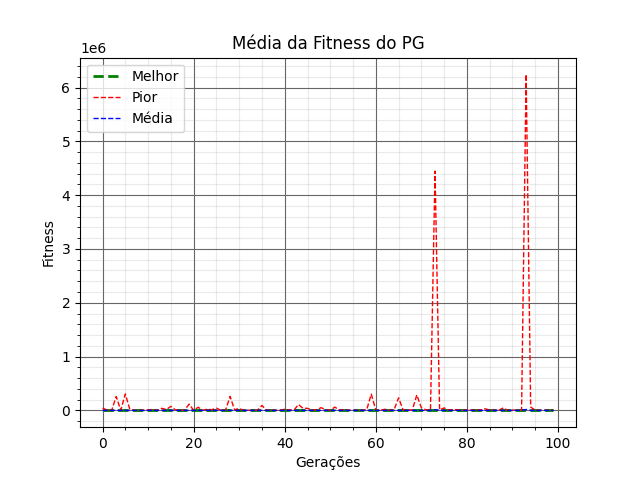 Média da Fitness do PG
1e6
Melhor
Pior
Média
6
5
4
3
2
1
0
Fitness
0 20 40 60 80 100
Gerações